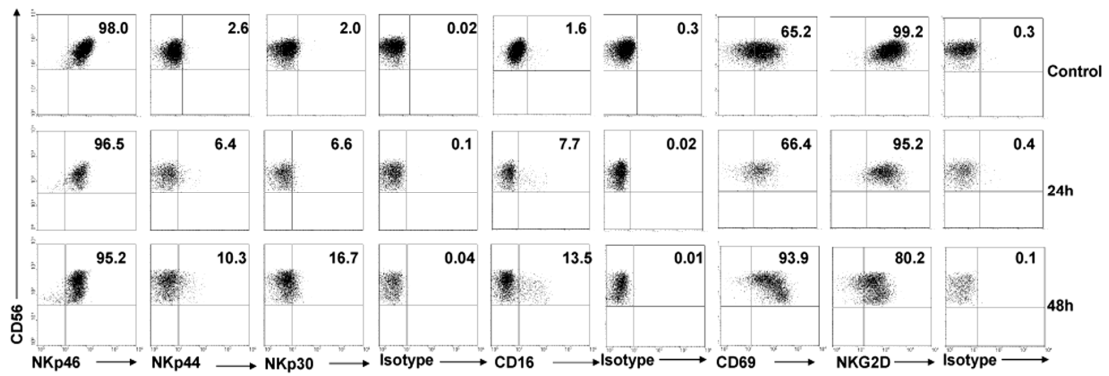 98.0 2.6 2.0 0.02 1.6 0.3 65.2 99.2 0.3
Control
96.5 6.4 6.6 0.1 7.7 0.02 66.4 95.2 0.4
24h
95.2 10.3 16.7 0.04 13.5 0.01 93.9 80.2 0.1
48h
CD56
NKp46 NKp44 NKp30 Isotype CD16 Isotype CD69 NKG2D Isotype